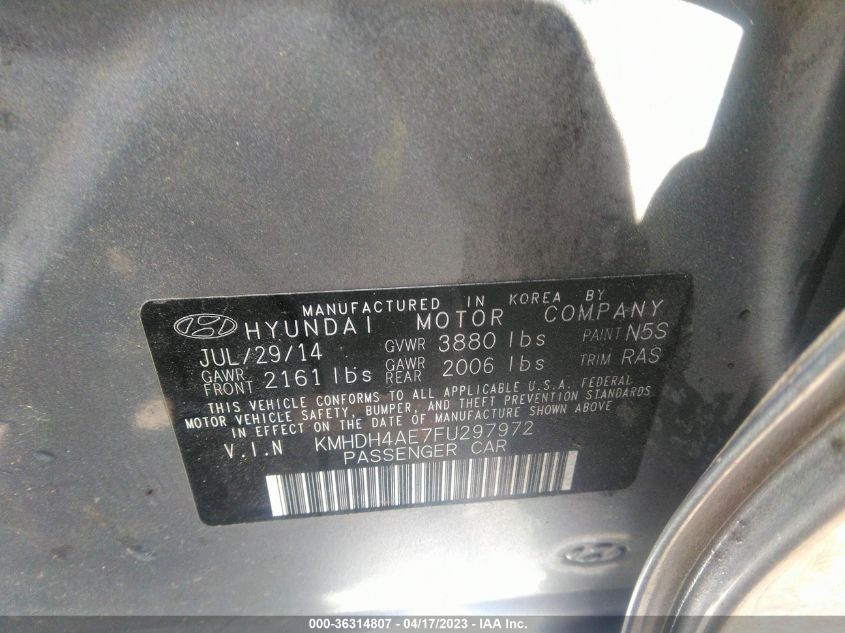 MANUFACTURED IN KOREA BY
HYUNDAI MOTOR COMPANY
JUL/29/14 GVWR 3880 lbs PAINT N5S
GAWR FRONT 2161 lbs GAWR REAR 2006 lbs TRIM RAS
THIS VEHICLE CONFORMS TO ALL APPLICABLE U.S.A. FEDERAL
MOTOR VEHICLE SAFETY, BUMPER, AND THEFT PREVENTION STANDARDS
IN EFFECT ON THE DATE OF MANUFACTURE SHOWN ABOVE
V.I.N KMHDH4AE7FU297972
PASSENGER CAR
000-36314807 - 04/17/2023 - IAA Inc.